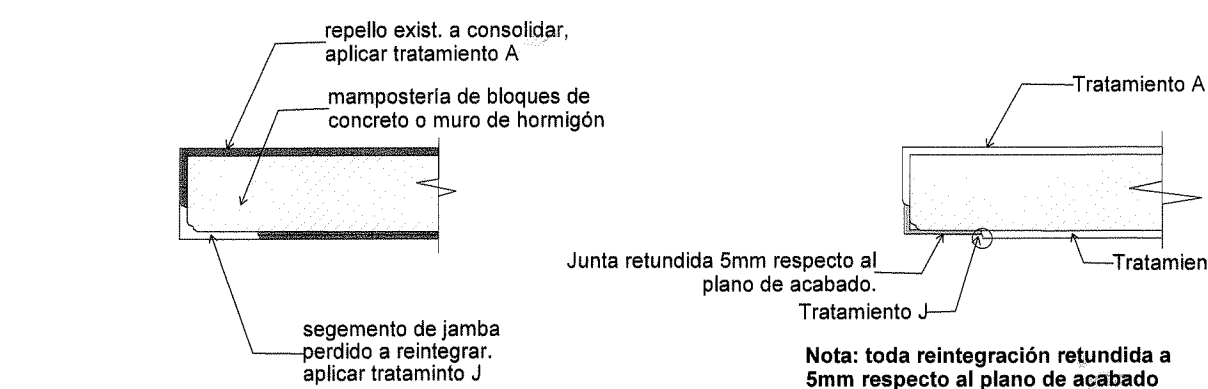 repello exist. a consolidar,
aplicar tratamiento A
mampostería de bloques de
concreto o muro de hormigón
segemento de jamba
perdido a reintegrar.
aplicar trataminto J
Tratamiento A
Junta retundida 5mm respecto al
plano de acabado.
Tratamiento J
Tratamien
Nota: toda reintegración retundida a
5mm respecto al plano de acabado